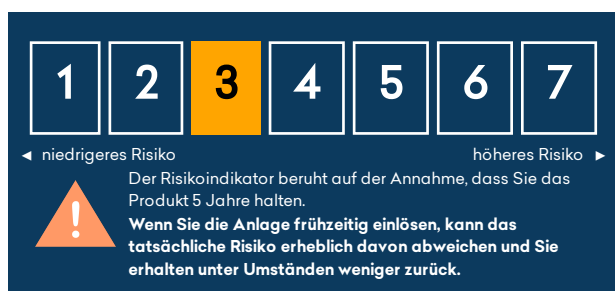 1 2 3 4 5 6 7
◄ niedrigeres Risiko höheres Risiko ►
Der Risikoindikator beruht auf der Annahme, dass Sie das
Produkt 5 Jahre halten.
Wenn Sie die Anlage frühzeitig einlösen, kann das
tatsächliche Risiko erheblich davon abweichen und Sie
erhalten unter Umständen weniger zurück.